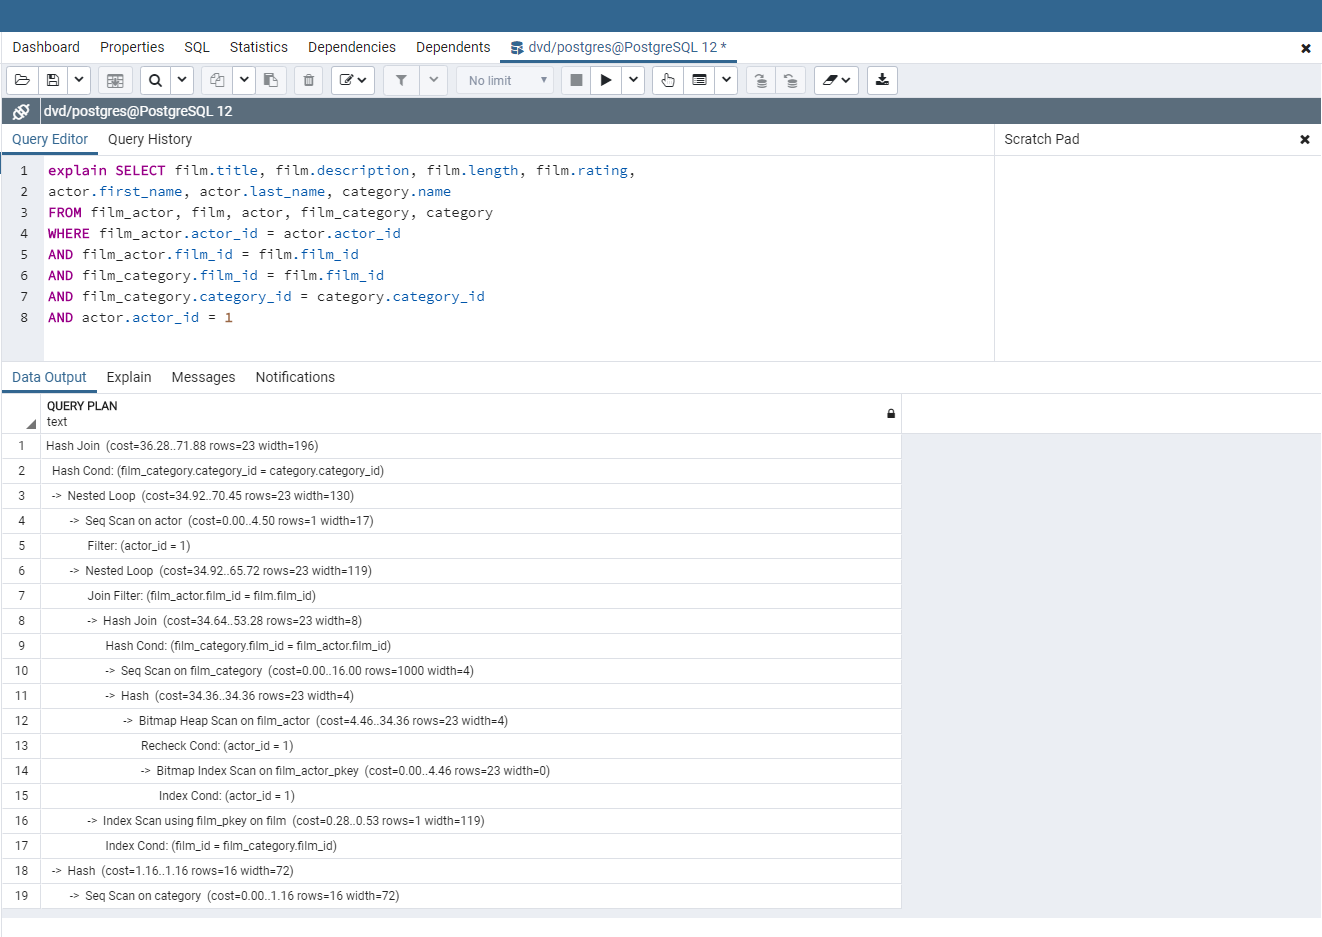 Dashboard Properties SQL Statistics Dependencies Dependents dvd/postgres@PostgreSQL 12 *
No limit
dvd/postgres@PostgreSQL 12
Query Editor Query History Scratch Pad
1 explain SELECT film.title, film.description, film.length, film.rating,
2 actor.first_name, actor.last_name, category.name
3 FROM film_actor, film, actor, film_category, category
4 WHERE film_actor.actor_id = actor.actor_id
5 AND film_actor.film_id = film.film_id
6 AND film_category.film_id = film.film_id
7 AND film_category.category_id = category.category_id
8 AND actor.actor_id = 1
Data Output Explain Messages Notifications
QUERY PLAN
text
1 Hash Join (cost=36.28..71.88 rows=23 width=196)
2 Hash Cond: (film_category.category_id = category.category_id)
3 -> Nested Loop (cost=34.92..70.45 rows=23 width=130)
4 -> Seq Scan on actor (cost=0.00..4.50 rows=1 width=17)
5 Filter: (actor_id = 1)
6 -> Nested Loop (cost=34.92..65.72 rows=23 width=119)
7 Join Filter: (film_actor.film_id = film.film_id)
8 -> Hash Join (cost=34.64..53.28 rows=23 width=8)
9 Hash Cond: (film_category.film_id = film_actor.film_id)
10 -> Seq Scan on film_category (cost=0.00..16.00 rows=1000 width=4)
11 -> Hash (cost=34.36..34.36 rows=23 width=4)
12 -> Bitmap Heap Scan on film_actor (cost=4.46..34.36 rows=23 width=4)
13 Recheck Cond: (actor_id = 1)
14 -> Bitmap Index Scan on film_actor_pkey (cost=0.00..4.46 rows=23 width=0)
15 Index Cond: (actor_id = 1)
16 -> Index Scan using film_pkey on film (cost=0.28..0.53 rows=1 width=119)
17 Index Cond: (film_id = film_category.film_id)
18 -> Hash (cost=1.16..1.16 rows=16 width=72)
19 -> Seq Scan on category (cost=0.00..1.16 rows=16 width=72)